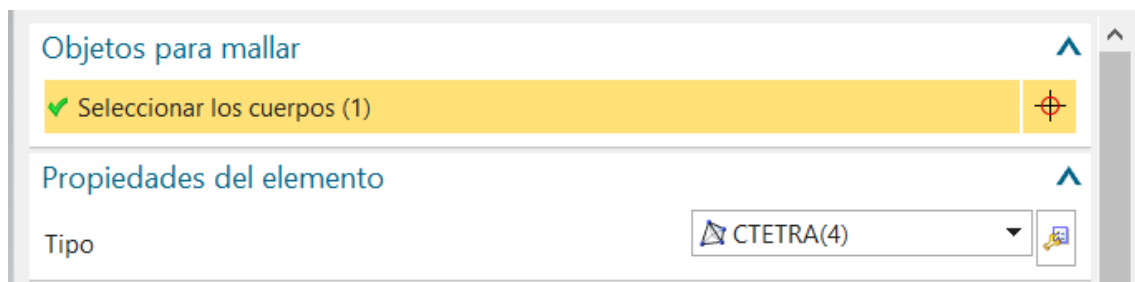 Objetos para mallar
Seleccionar los cuerpos (1)
Propiedades del elemento
Tipo CTETRA(4)